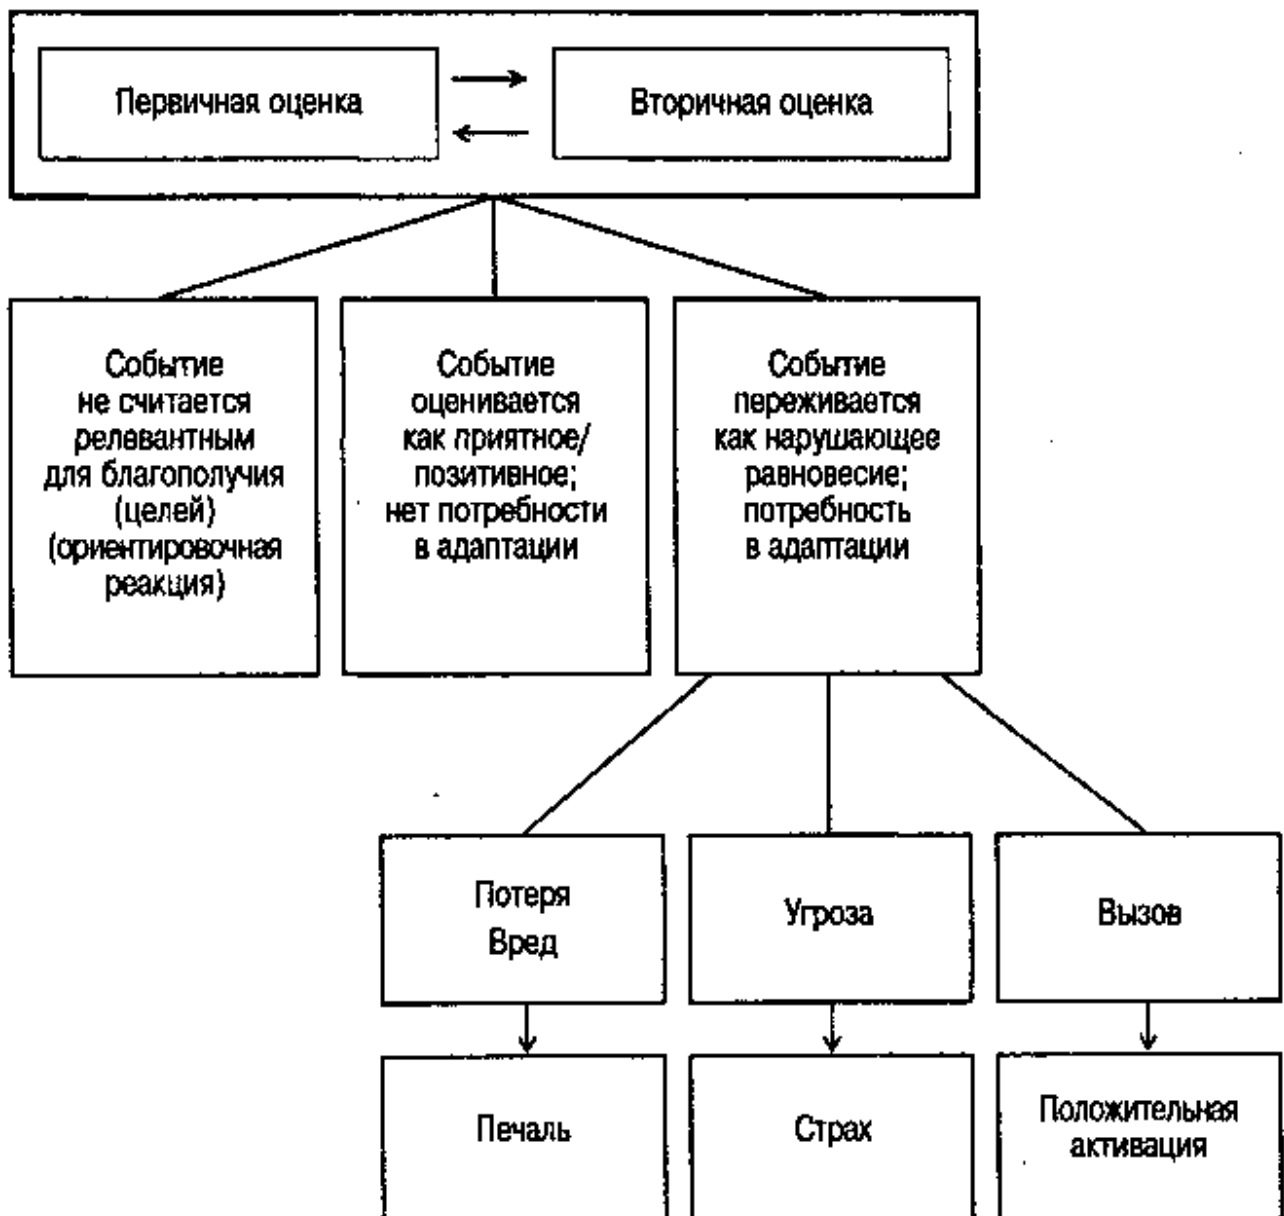 Первичная оценка
Вторичная оценка
Событие
не считается
релевантным
для благополучия
(целей)
(ориентировочная
реакция)
Событие
оценивается
как приятное/
позитивное;
нет потребности
в адаптации
Событие
переживается
как нарушающее
равновесие;
потребность
в адаптации
Потеря
Вред
Угроза
Вызов
Печаль
Страх
Положительная
активация